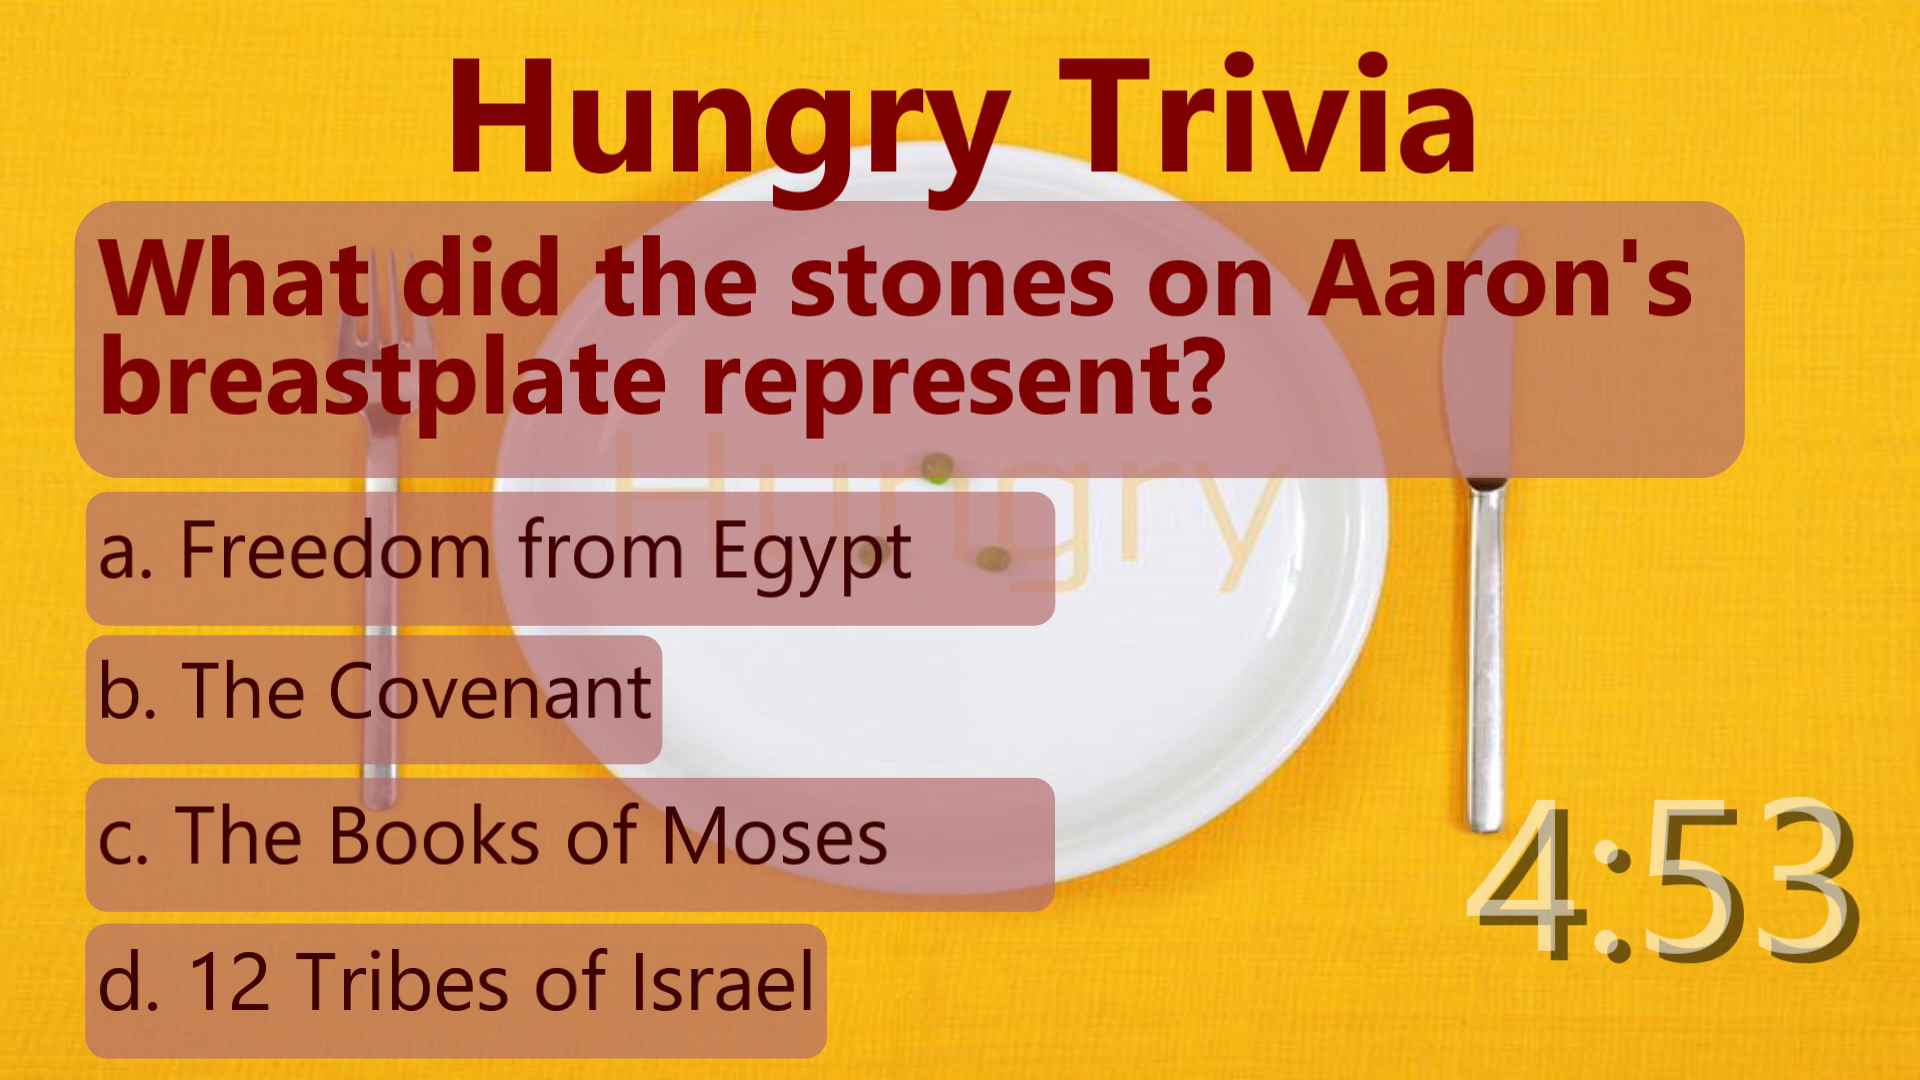 Hungry Trivia
What did the stones on Aaron's
breastplate represent?
Hungry
a. Freedom from Egypt
b. The Covenant
c. The Books of Moses
d. 12 Tribes of Israel
4:53